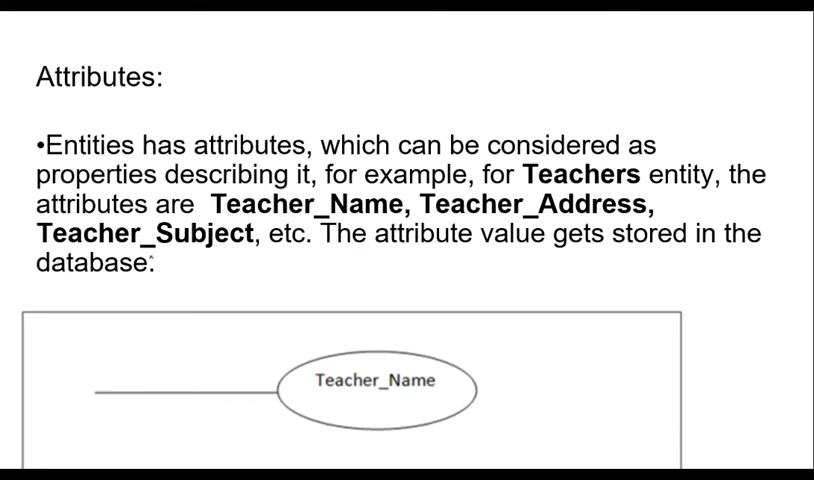 Attributes:
•Entities has attributes, which can be considered as
properties describing it, for example, for Teachers entity, the
attributes are Teacher_Name, Teacher_Address,
Teacher_Subject, etc. The attribute value gets stored in the
database.
Teacher_Name